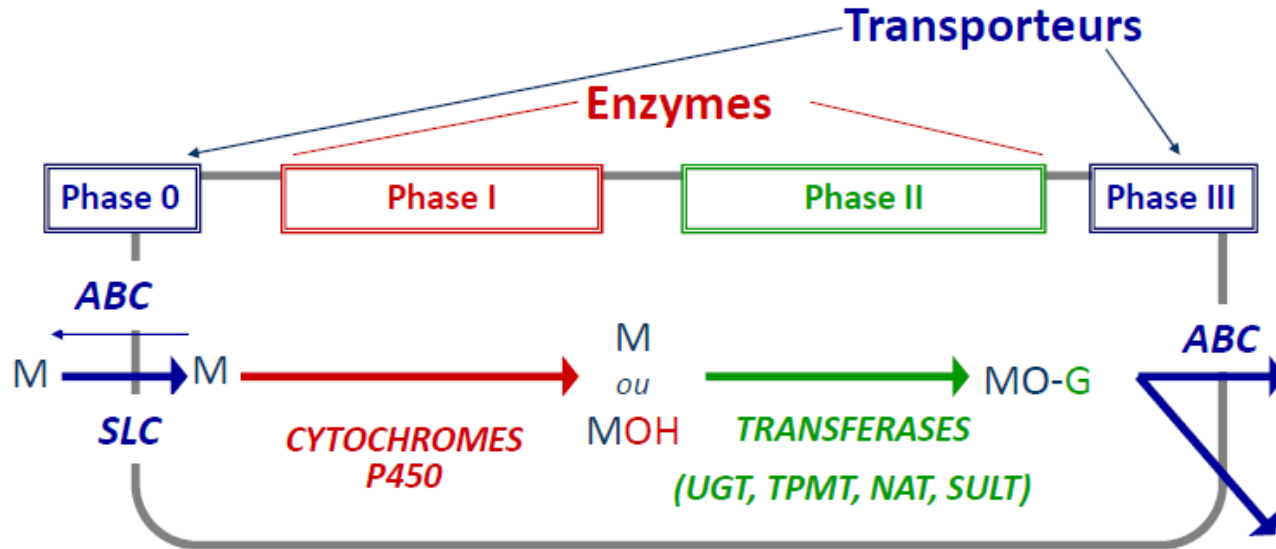 Transporteurs
Enzymes
Phase 0
Phase I
Phase II
Phase III
ABC
M
M
SLC
CYTOCHROMES
P450
M
ou
MOH
TRANSFERASES
(UGT, TPMT, NAT, SULT)
MO-G
ABC